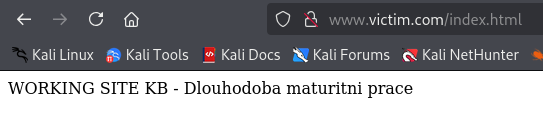 www.victim.com/index.html
Kali Linux Kali Tools Kali Docs Kali Forums Kali NetHunter
WORKING SITE KB - Dlouhodoba maturitni prace